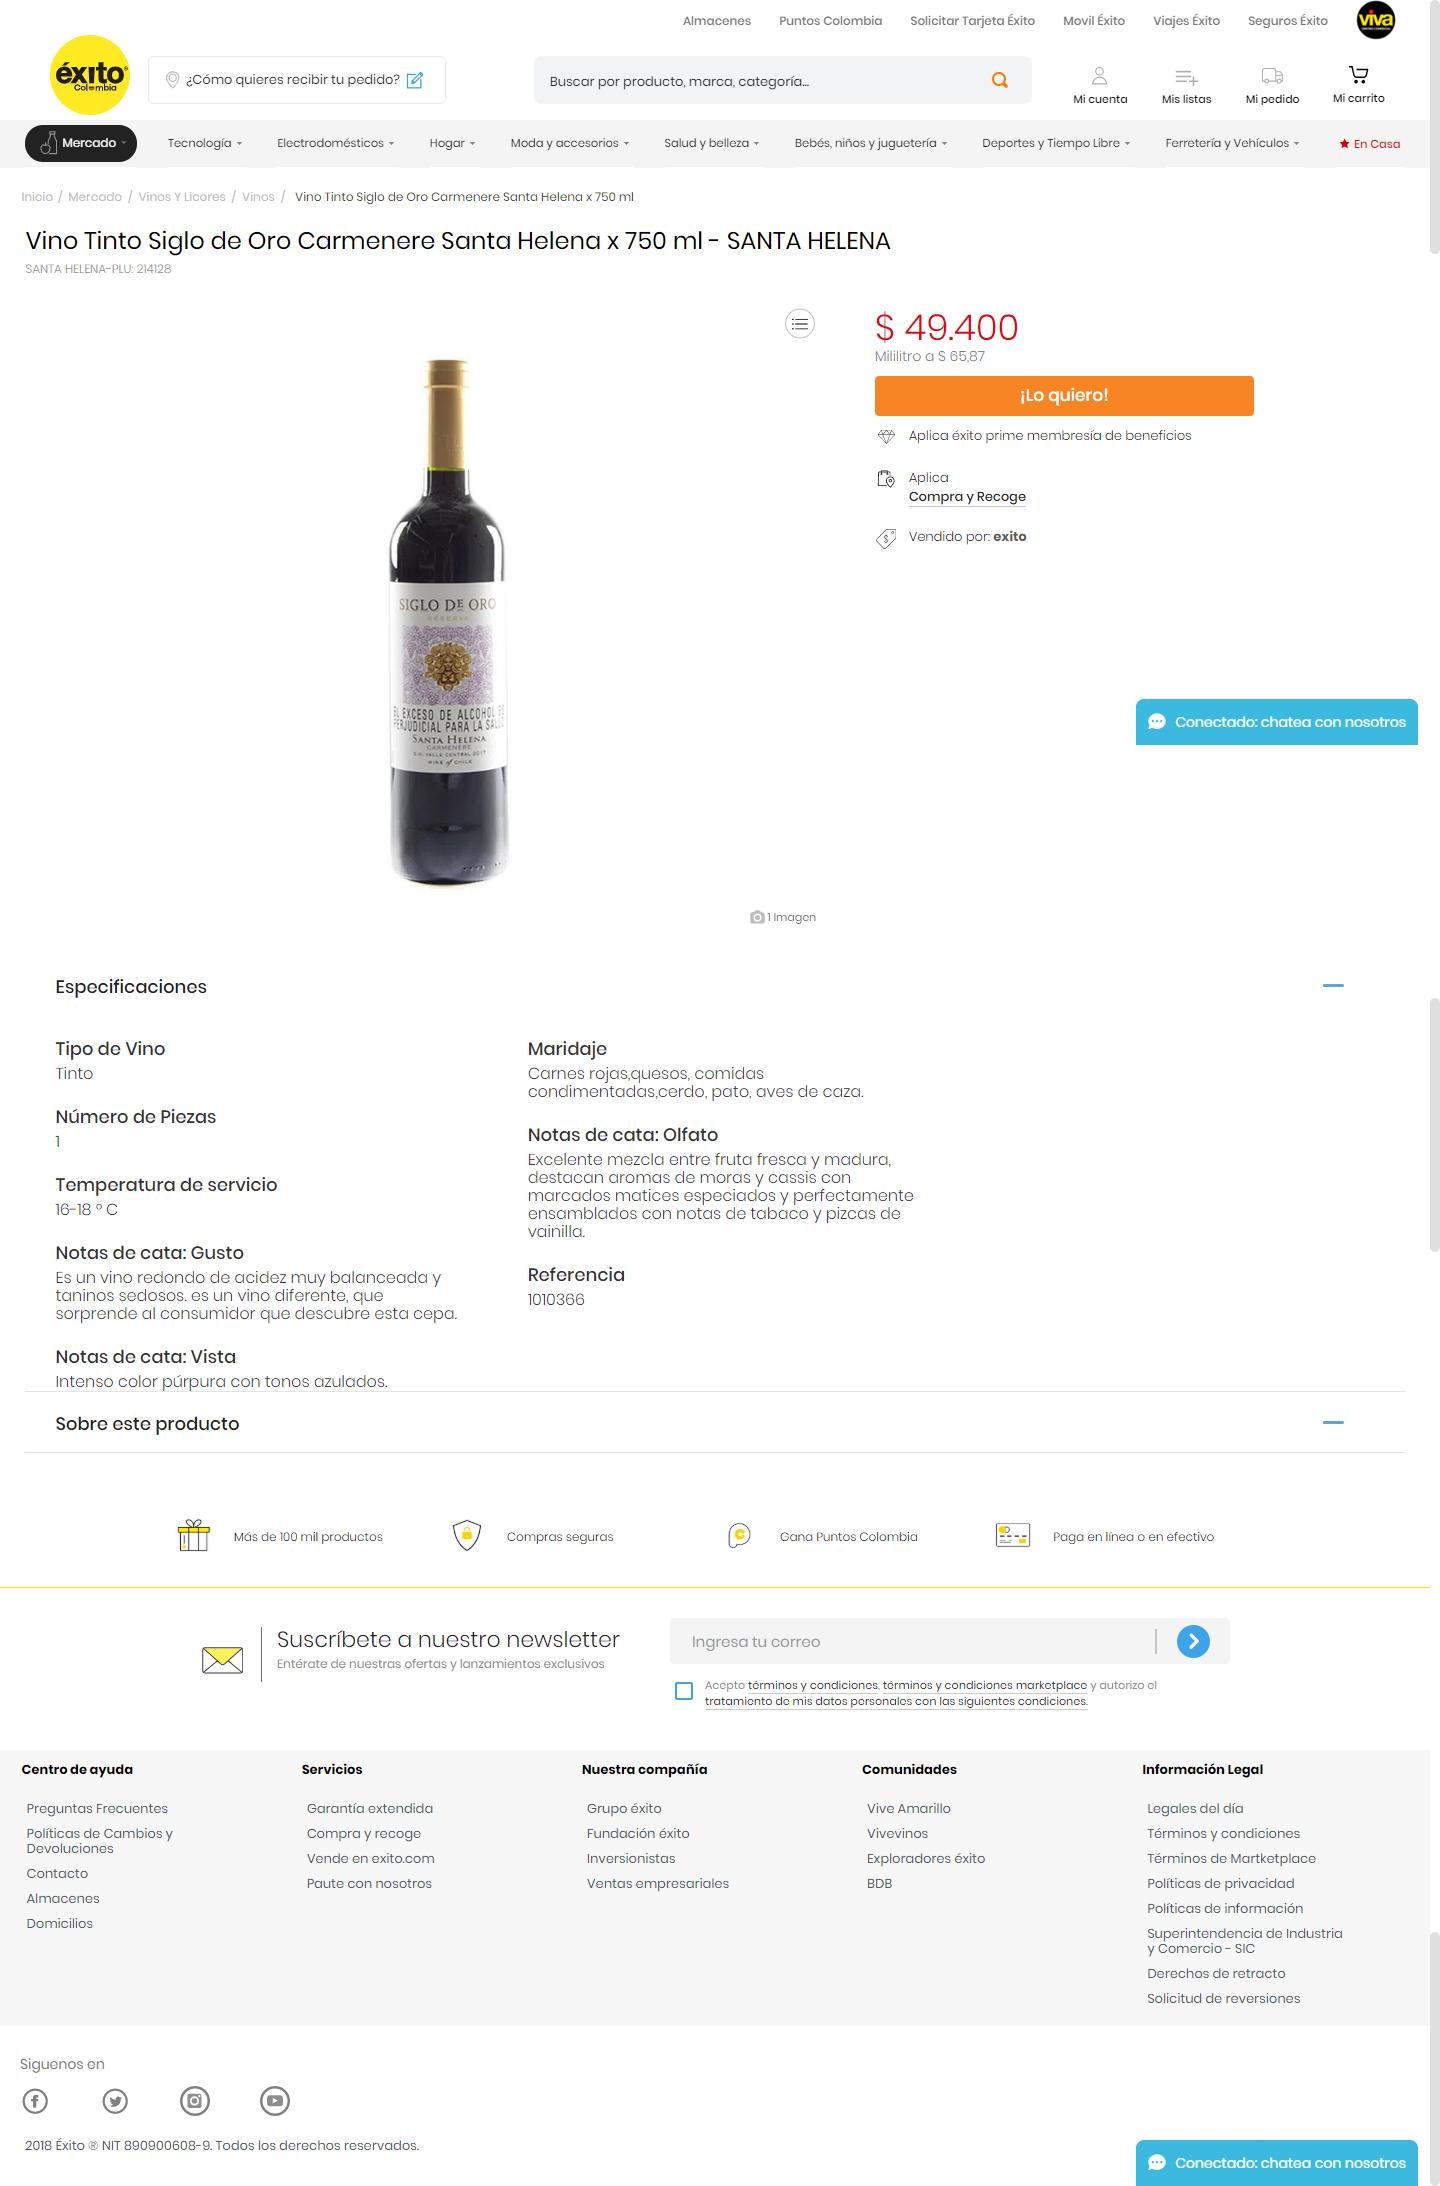 Almacenes Puntos Colombia Solicitar Tarjeta Éxito Movil Éxito Viajes Éxito Seguros Éxito viva
éxito
Colombia
¿Cómo quieres recibir tu pedido?
Buscar por producto, marca, categoría...
Mi cuenta Mis listas Mi pedido Mi carrito
Mercado Tecnología Electrodomésticos Hogar Moda y accesorios Salud y belleza Bebés, niños y juguetería Deportes y Tiempo Libre Ferretería y Vehículos En Casa
Inicio / Mercado / Vinos Y Licores / Vinos / Vino Tinto Siglo de Oro Carmenere Santa Helena x 750 ml
Vino Tinto Siglo de Oro Carmenere Santa Helena x 750 ml - SANTA HELENA
SANTA HELENA-PLU: 214128
$ 49.400
Mililitro a $ 65,87
¡Lo quiero!
Aplica éxito prime membresía de beneficios
Aplica
Compra y Recoge
Vendido por: exito
SIGLO DE ORO
RESERVA
EL EXCESO DE ALCOHOL ES
PERJUDICIAL PARA LA SALUD
SANTA HELENA
CARMENERE
D.O. VALLE CENTRAL 2017
WINE of CHILE
Conectado: chatea con nosotros
1 Imagen
Especificaciones
Tipo de Vino
Tinto
Número de Piezas
1
Temperatura de servicio
16-18 º C
Notas de cata: Gusto
Es un vino redondo de acidez muy balanceada y
taninos sedosos. es un vino diferente, que
sorprende al consumidor que descubre esta cepa.
Notas de cata: Vista
Intenso color púrpura con tonos azulados.
Maridaje
Carnes rojas,quesos, comidas
condimentadas,cerdo, pato, aves de caza.
Notas de cata: Olfato
Excelente mezcla entre fruta fresca y madura,
destacan aromas de moras y cassis con
marcados matices especiados y perfectamente
ensamblados con notas de tabaco y pizcas de
vainilla.
Referencia
1010366
Sobre este producto
Más de 100 mil productos Compras seguras Gana Puntos Colombia Paga en línea o en efectivo
Suscríbete a nuestro newsletter
Entérate de nuestras ofertas y lanzamientos exclusivos
Ingresa tu correo
Acepto términos y condiciones, términos y condiciones marketplace y autorizo el
tratamiento de mis datos personales con las siguientes condiciones.
Centro de ayuda
Preguntas Frecuentes
Políticas de Cambios y
Devoluciones
Contacto
Almacenes
Domicilios
Servicios
Garantía extendida
Compra y recoge
Vende en exito.com
Paute con nosotros
Nuestra compañía
Grupo éxito
Fundación éxito
Inversionistas
Ventas empresariales
Comunidades
Vive Amarillo
Vivevinos
Exploradores éxito
BDB
Información Legal
Legales del día
Términos y condiciones
Términos de Martketplace
Políticas de privacidad
Políticas de información
Superintendencia de Industria
y Comercio - SIC
Derechos de retracto
Solicitud de reversiones
Siguenos en
2018 Éxito ® NIT 890900608-9. Todos los derechos reservados.
Conectado: chatea con nosotros